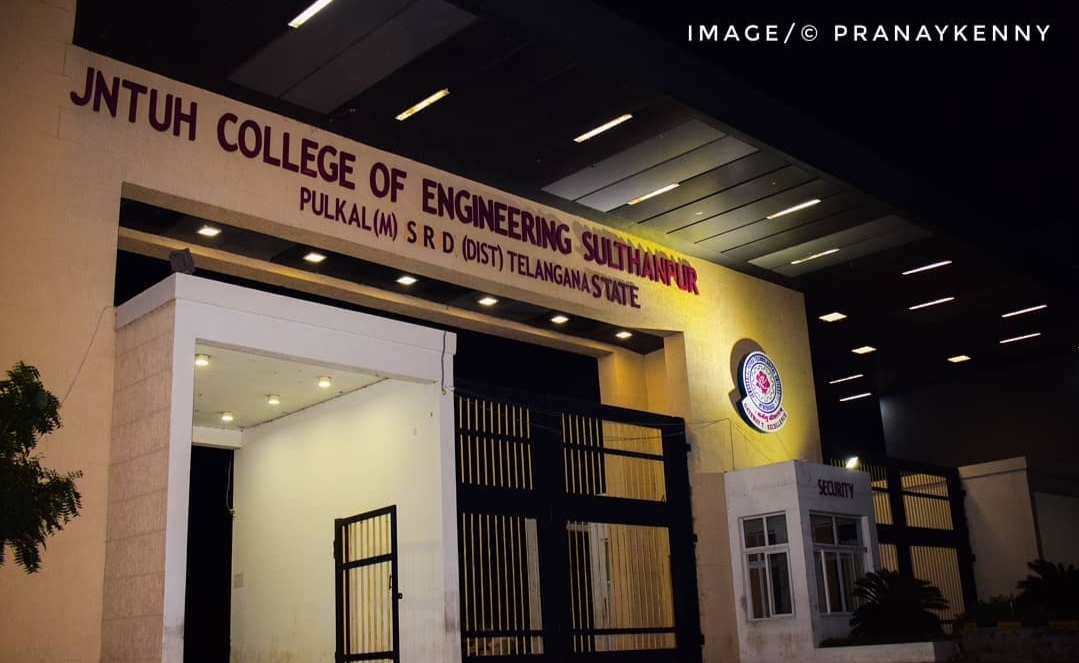 IMAGE/© PRANAYKENNY
JNTUH COLLEGE OF ENGINEERING SULTHANPUR
PULKAL(M) S R D (DIST) TELANGANA STATE
SECURITY